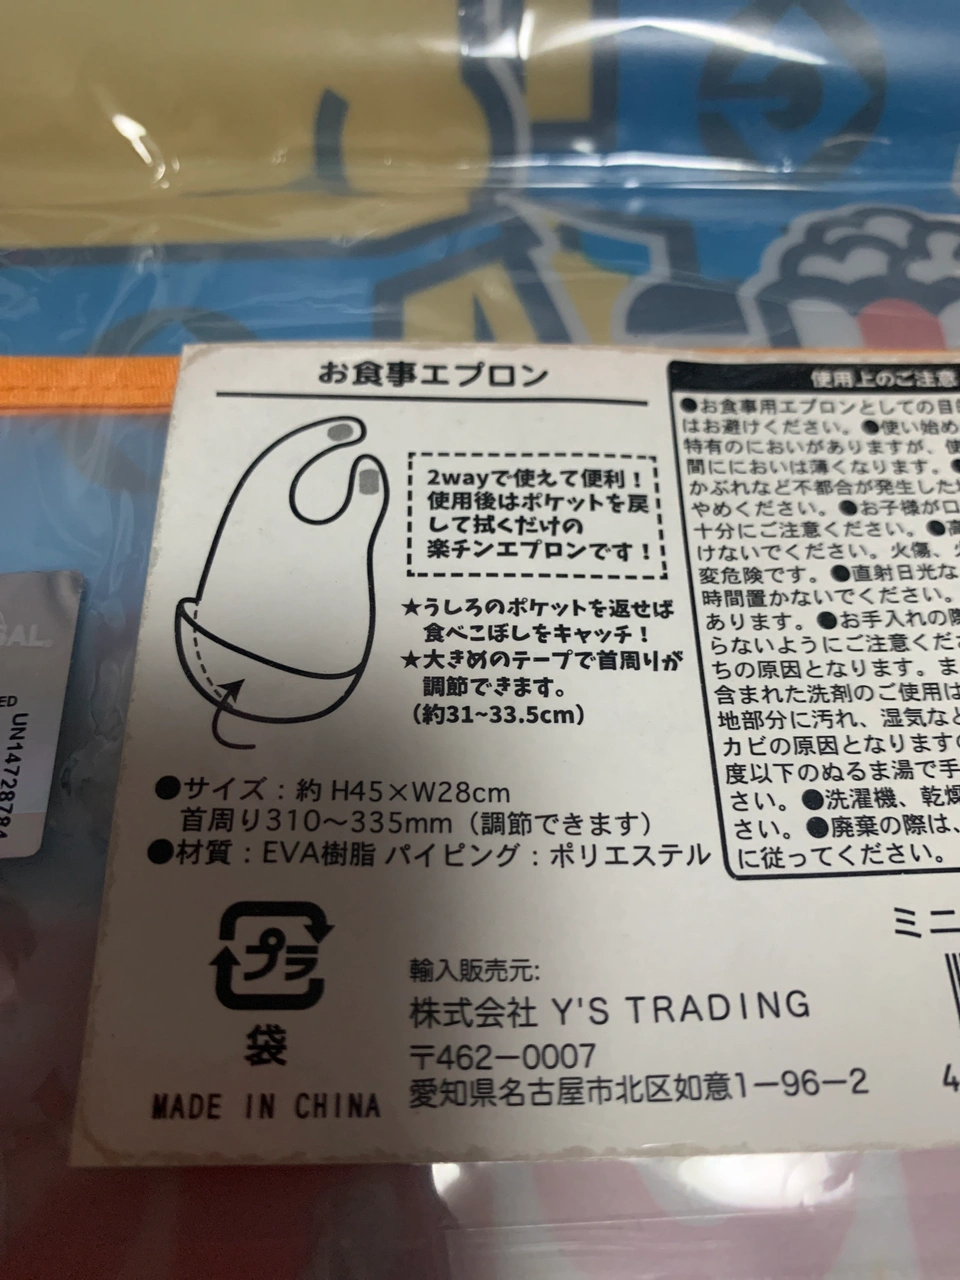 お食事エプロン
2wayで使えて便利！
使用後はポケットを戻
して拭くだけの
楽チンエプロンです！
★うしろのポケットを返せば
食べこぼしをキャッチ！
★大きめのテープで首周りが
調節できます。
（約31~33.5cm）
●サイズ：約 H45×W28cm
首周り310～335mm（調節できます）
●材質：EVA樹脂 パイピング：ポリエステル
プラ
袋
MADE IN CHINA
輸入販売元:
株式会社 Y'S TRADING
〒462－0007
愛知県名古屋市北区如意1－96－2
使用上のご注意
●お食事用エプロンとしての目
はお避けください。●使い始め
特有のにおいがありますが、使
間ににおいは薄くなります。●
かぶれなど不都合が発生した
やめください。●お子様が口
十分にご注意ください。●高
けないでください。火傷、
変危険です。●直射日光な
時間置かないでください。
あります。●お手入れの際
らないようにご注意くださ
ちの原因となります。ま
含まれた洗剤のご使用は
地部分に汚れ、湿気など
カビの原因となりますの
度以下のぬるま湯で手
さい。●洗濯機、乾燥
さい。●廃棄の際は、
に従ってください。
ミニ
4
UN14728784